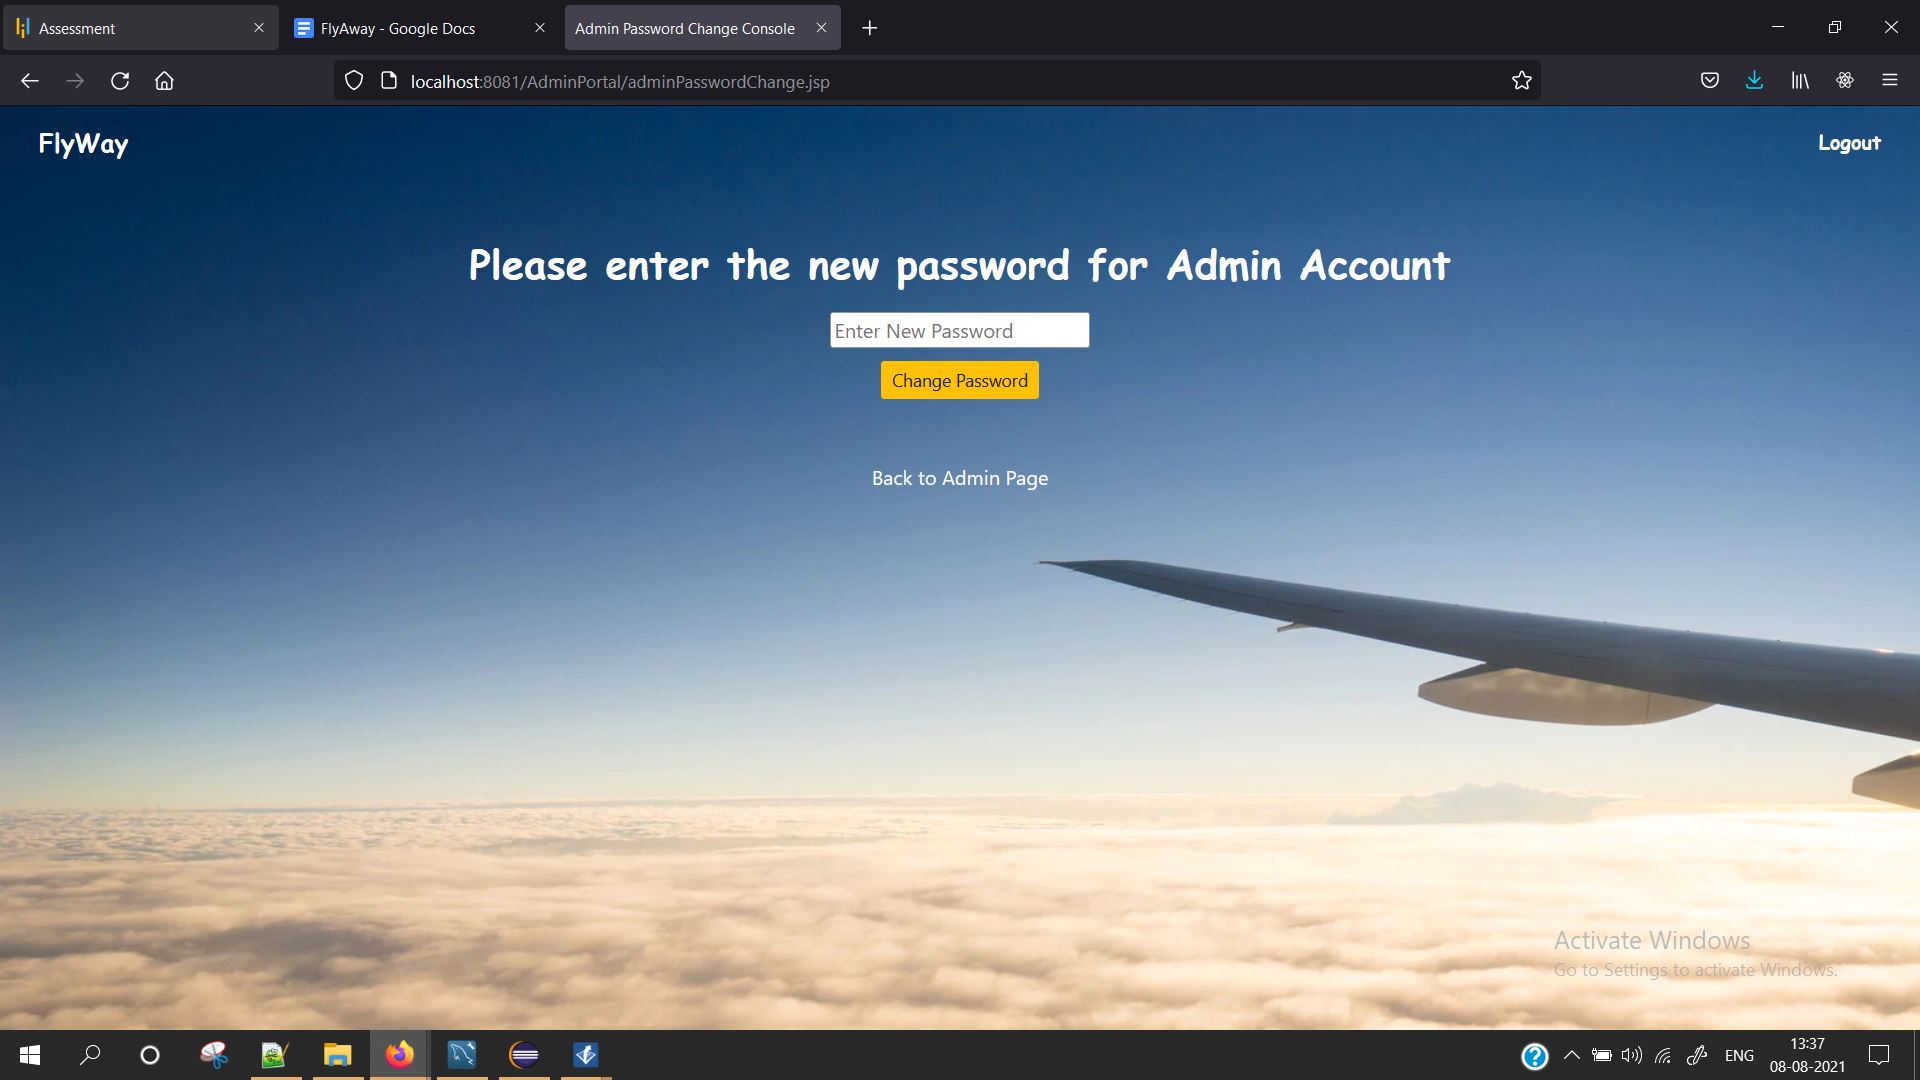 Assessment
FlyAway - Google Docs
Admin Password Change Console
localhost:8081/AdminPortal/adminPasswordChange.jsp
FlyWay
Logout
Please enter the new password for Admin Account
Enter New Password
Change Password
Back to Admin Page
Activate Windows
Go to Settings to activate Windows.
ENG
13:37
08-08-2021